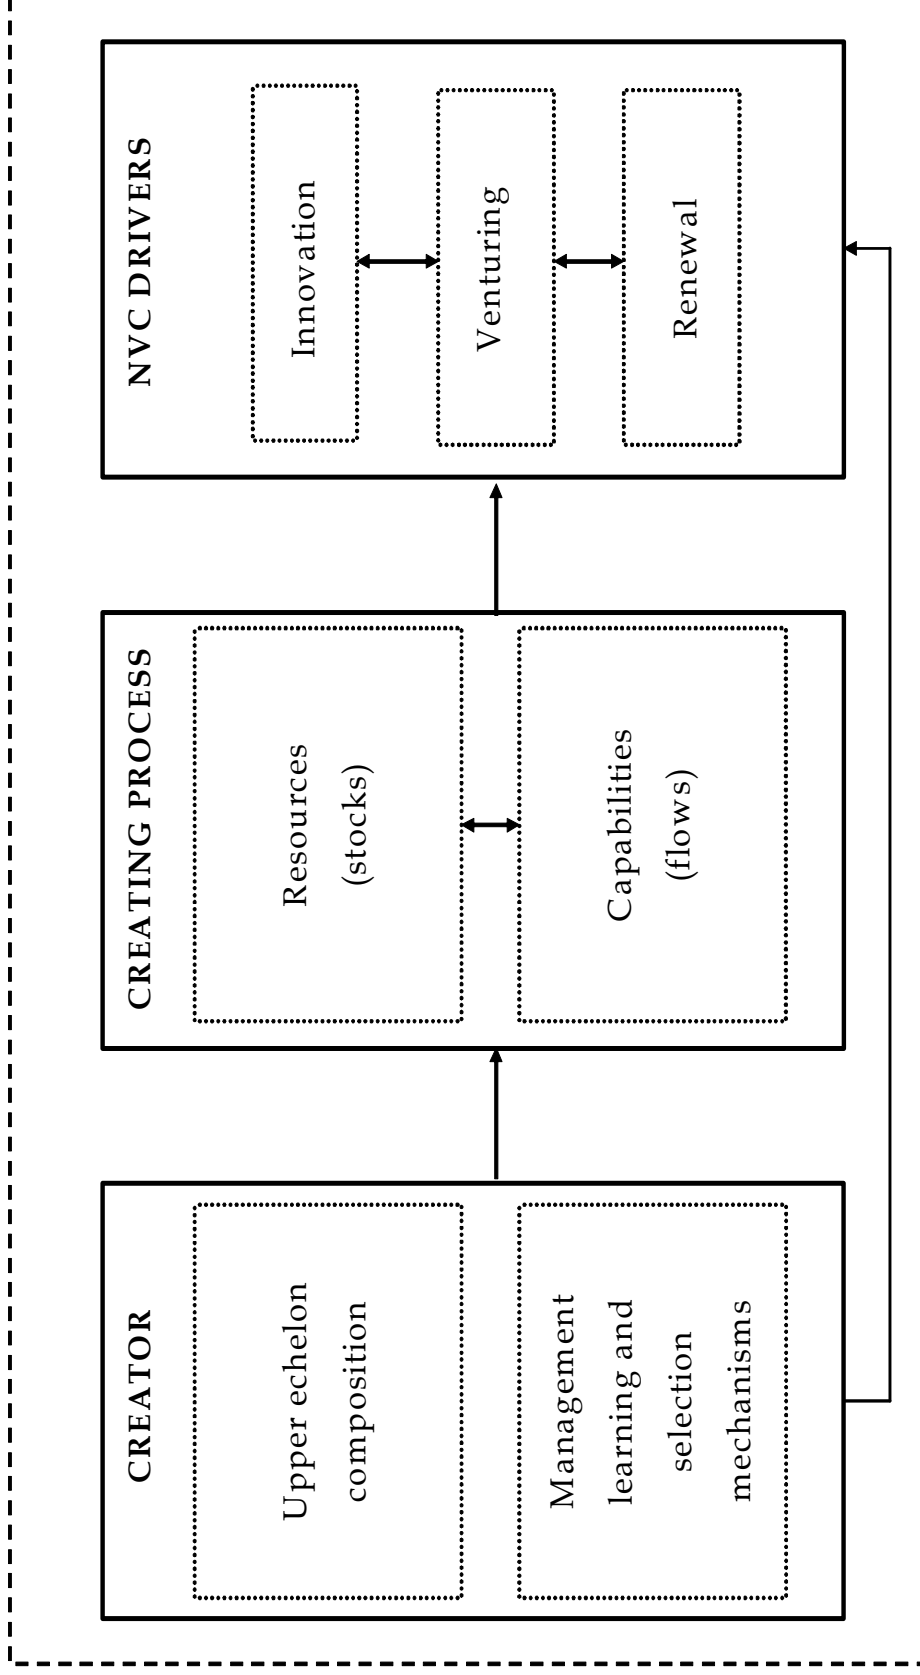 CREATOR
Upper echelon
composition
Management
learning and
selection
mechanisms
CREATING PROCESS
Resources
(stocks)
Capabilities
(flows)
NVC DRIVERS
Innovation
Venturing
Renewal